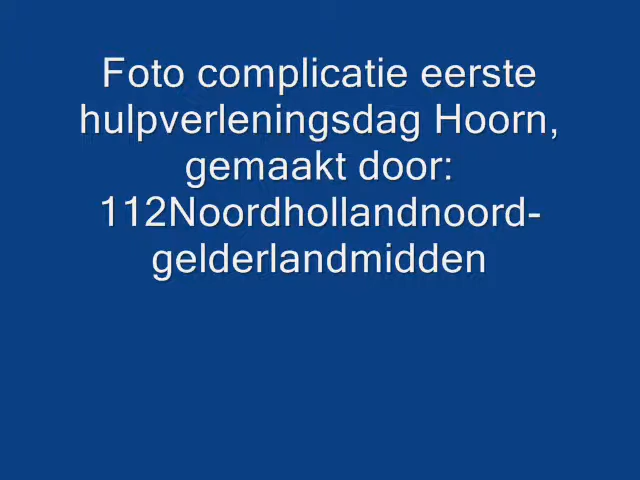 Foto complicatie eerste
hulpverleningsdag Hoorn,
gemaakt door:
112Noordhollandnoord-
gelderlandmidden